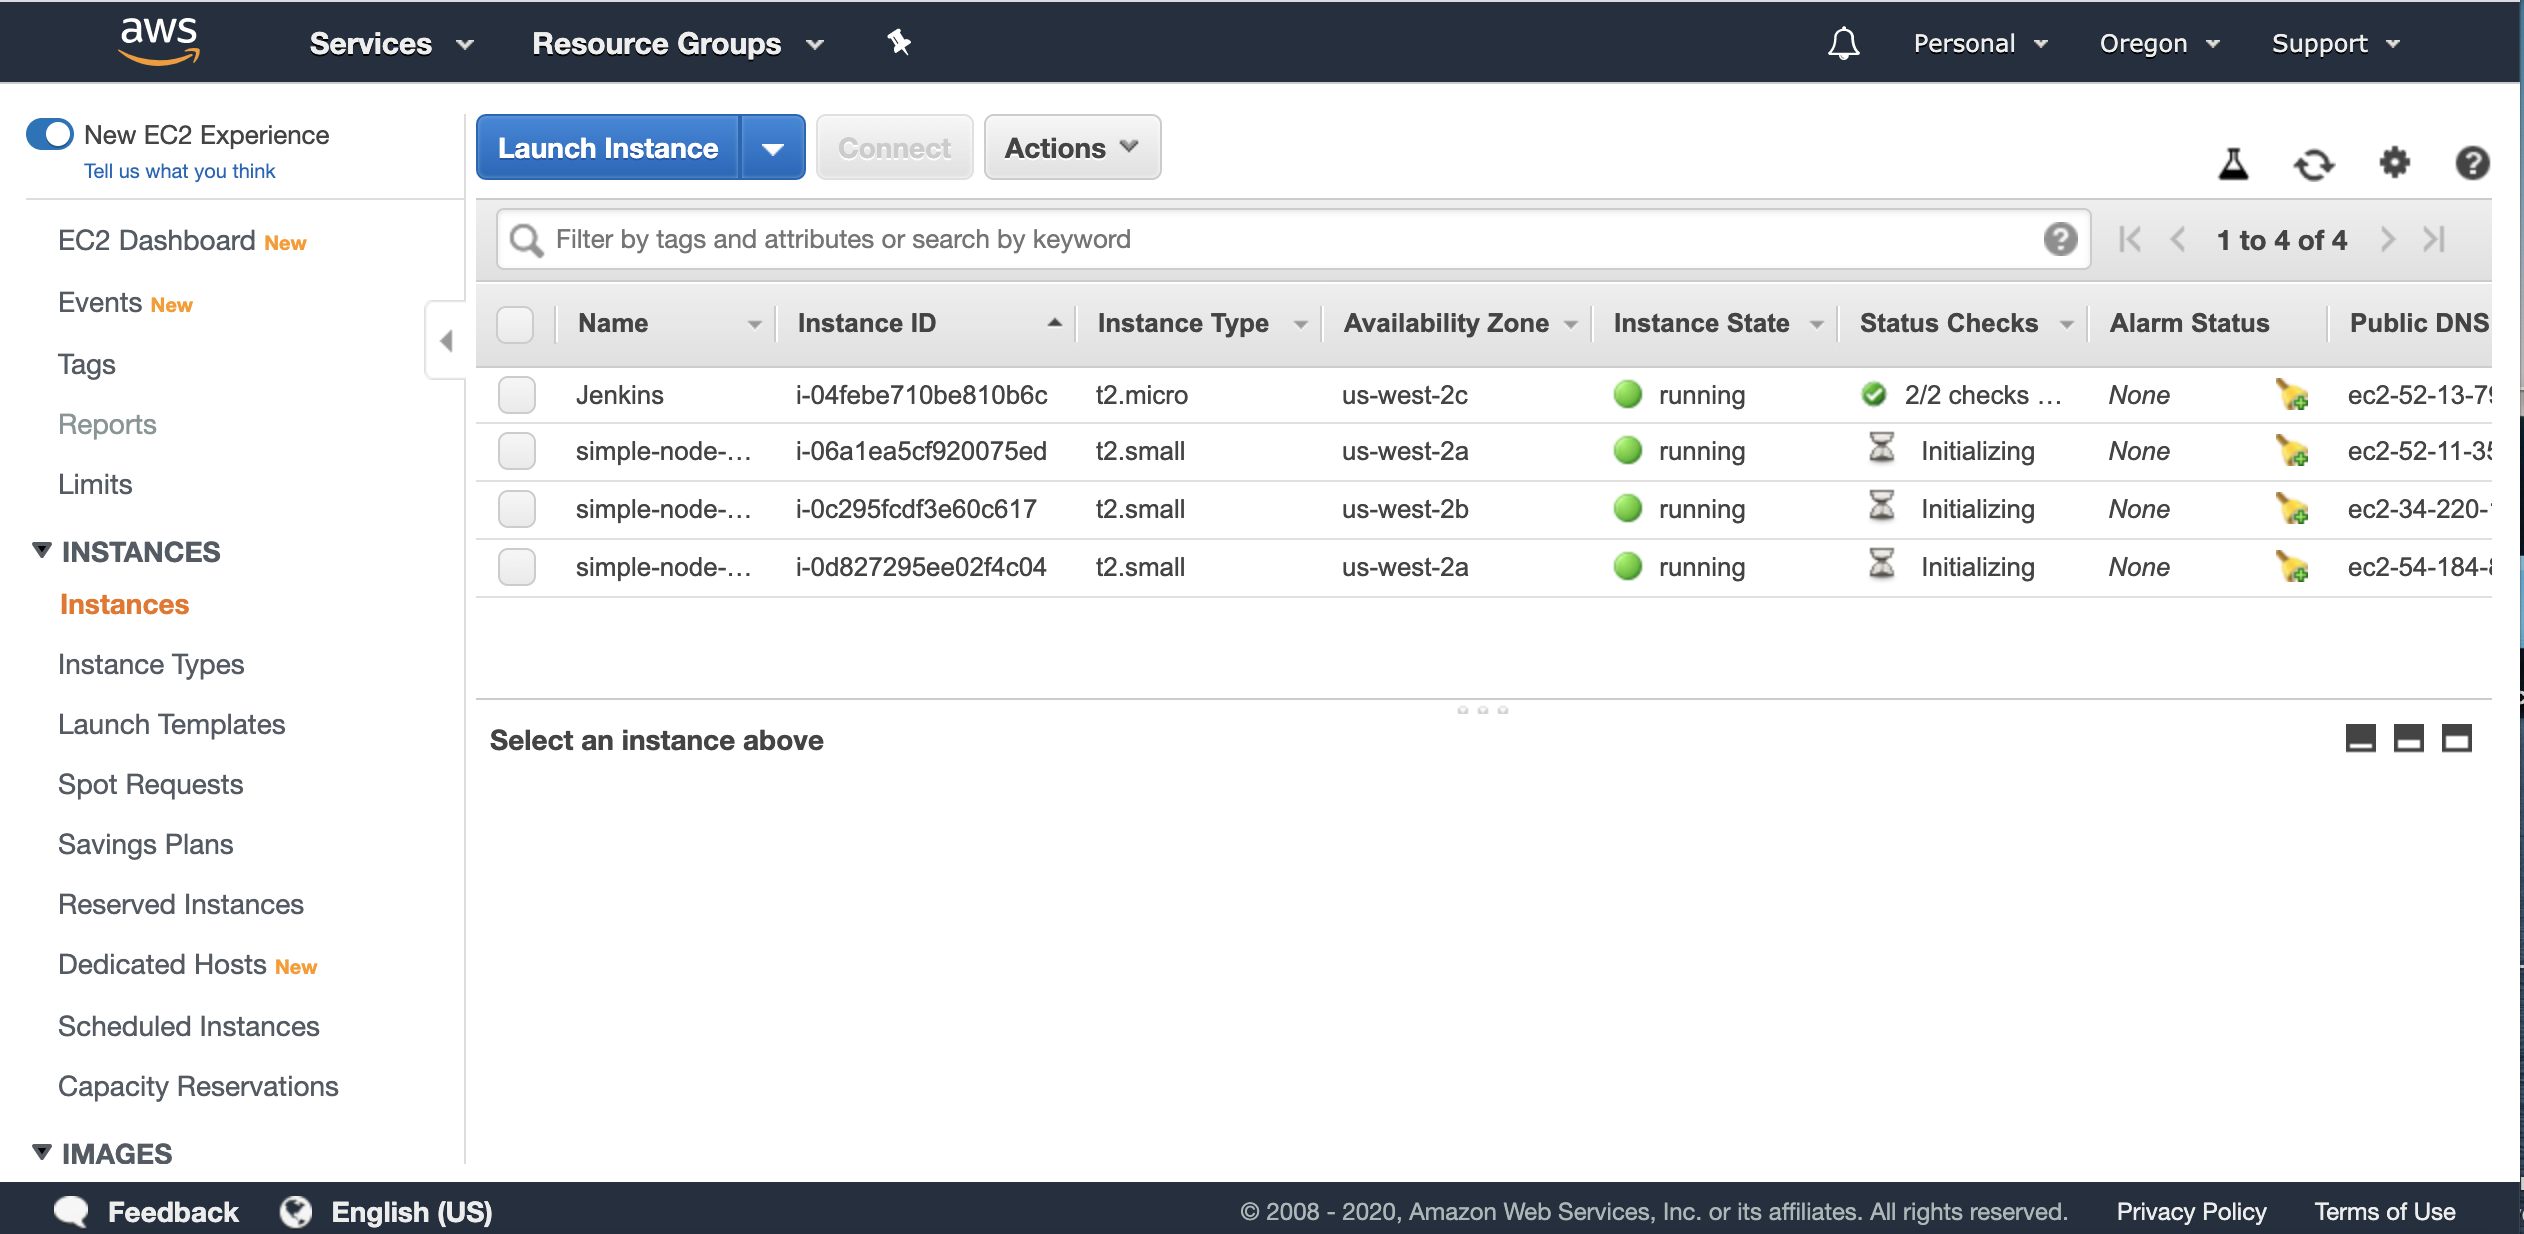 aws Services Resource Groups Personal Oregon Support
New EC2 Experience
Tell us what you think
EC2 Dashboard New
Events New
Tags
Reports
Limits
INSTANCES
Instances
Instance Types
Launch Templates
Spot Requests
Savings Plans
Reserved Instances
Dedicated Hosts New
Scheduled Instances
Capacity Reservations
IMAGES
Launch Instance Connect Actions
Filter by tags and attributes or search by keyword 1 to 4 of 4
Name Instance ID Instance Type Availability Zone Instance State Status Checks Alarm Status Public DNS
Jenkins i-04febe710be810b6c t2.micro us-west-2c running 2/2 checks ... None ec2-52-13-79
simple-node-... i-06a1ea5cf920075ed t2.small us-west-2a running Initializing None ec2-52-11-35
simple-node-... i-0c295fcdf3e60c617 t2.small us-west-2b running Initializing None ec2-34-220-
simple-node-... i-0d827295ee02f4c04 t2.small us-west-2a running Initializing None ec2-54-184-
Select an instance above
Feedback English (US) © 2008 - 2020, Amazon Web Services, Inc. or its affiliates. All rights reserved. Privacy Policy Terms of Use